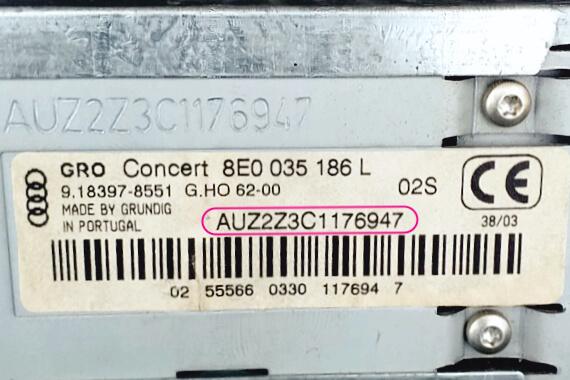 AUZ2Z3C1176947
GRO Concert 8E0 035 186 L
9.18397-8551 G.HO 62-00 02S
MADE BY GRUNDIG
IN PORTUGAL
AUZ2Z3C1176947
CE
38/03
02 55566 0330 117694 7